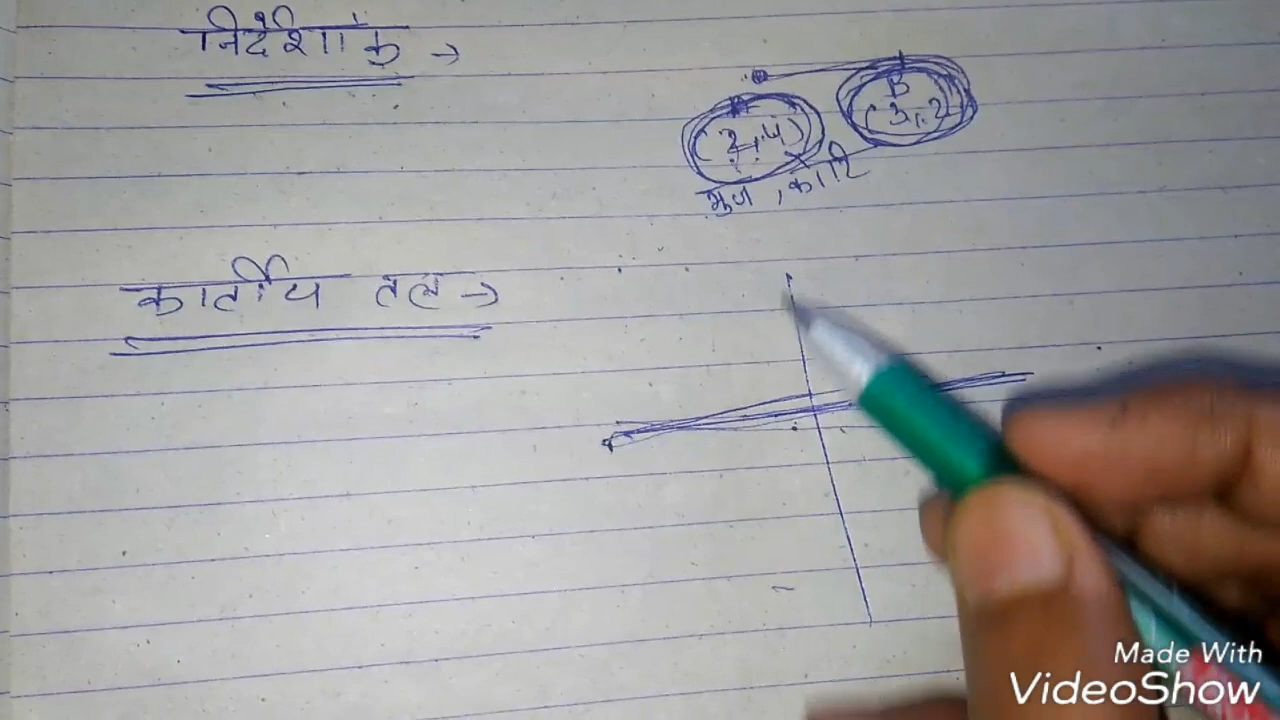 निर्देशांक →
B
(3, 2)
(2, 4)
भुज , कोटि
कार्तीय तल →
Made With
VideoShow